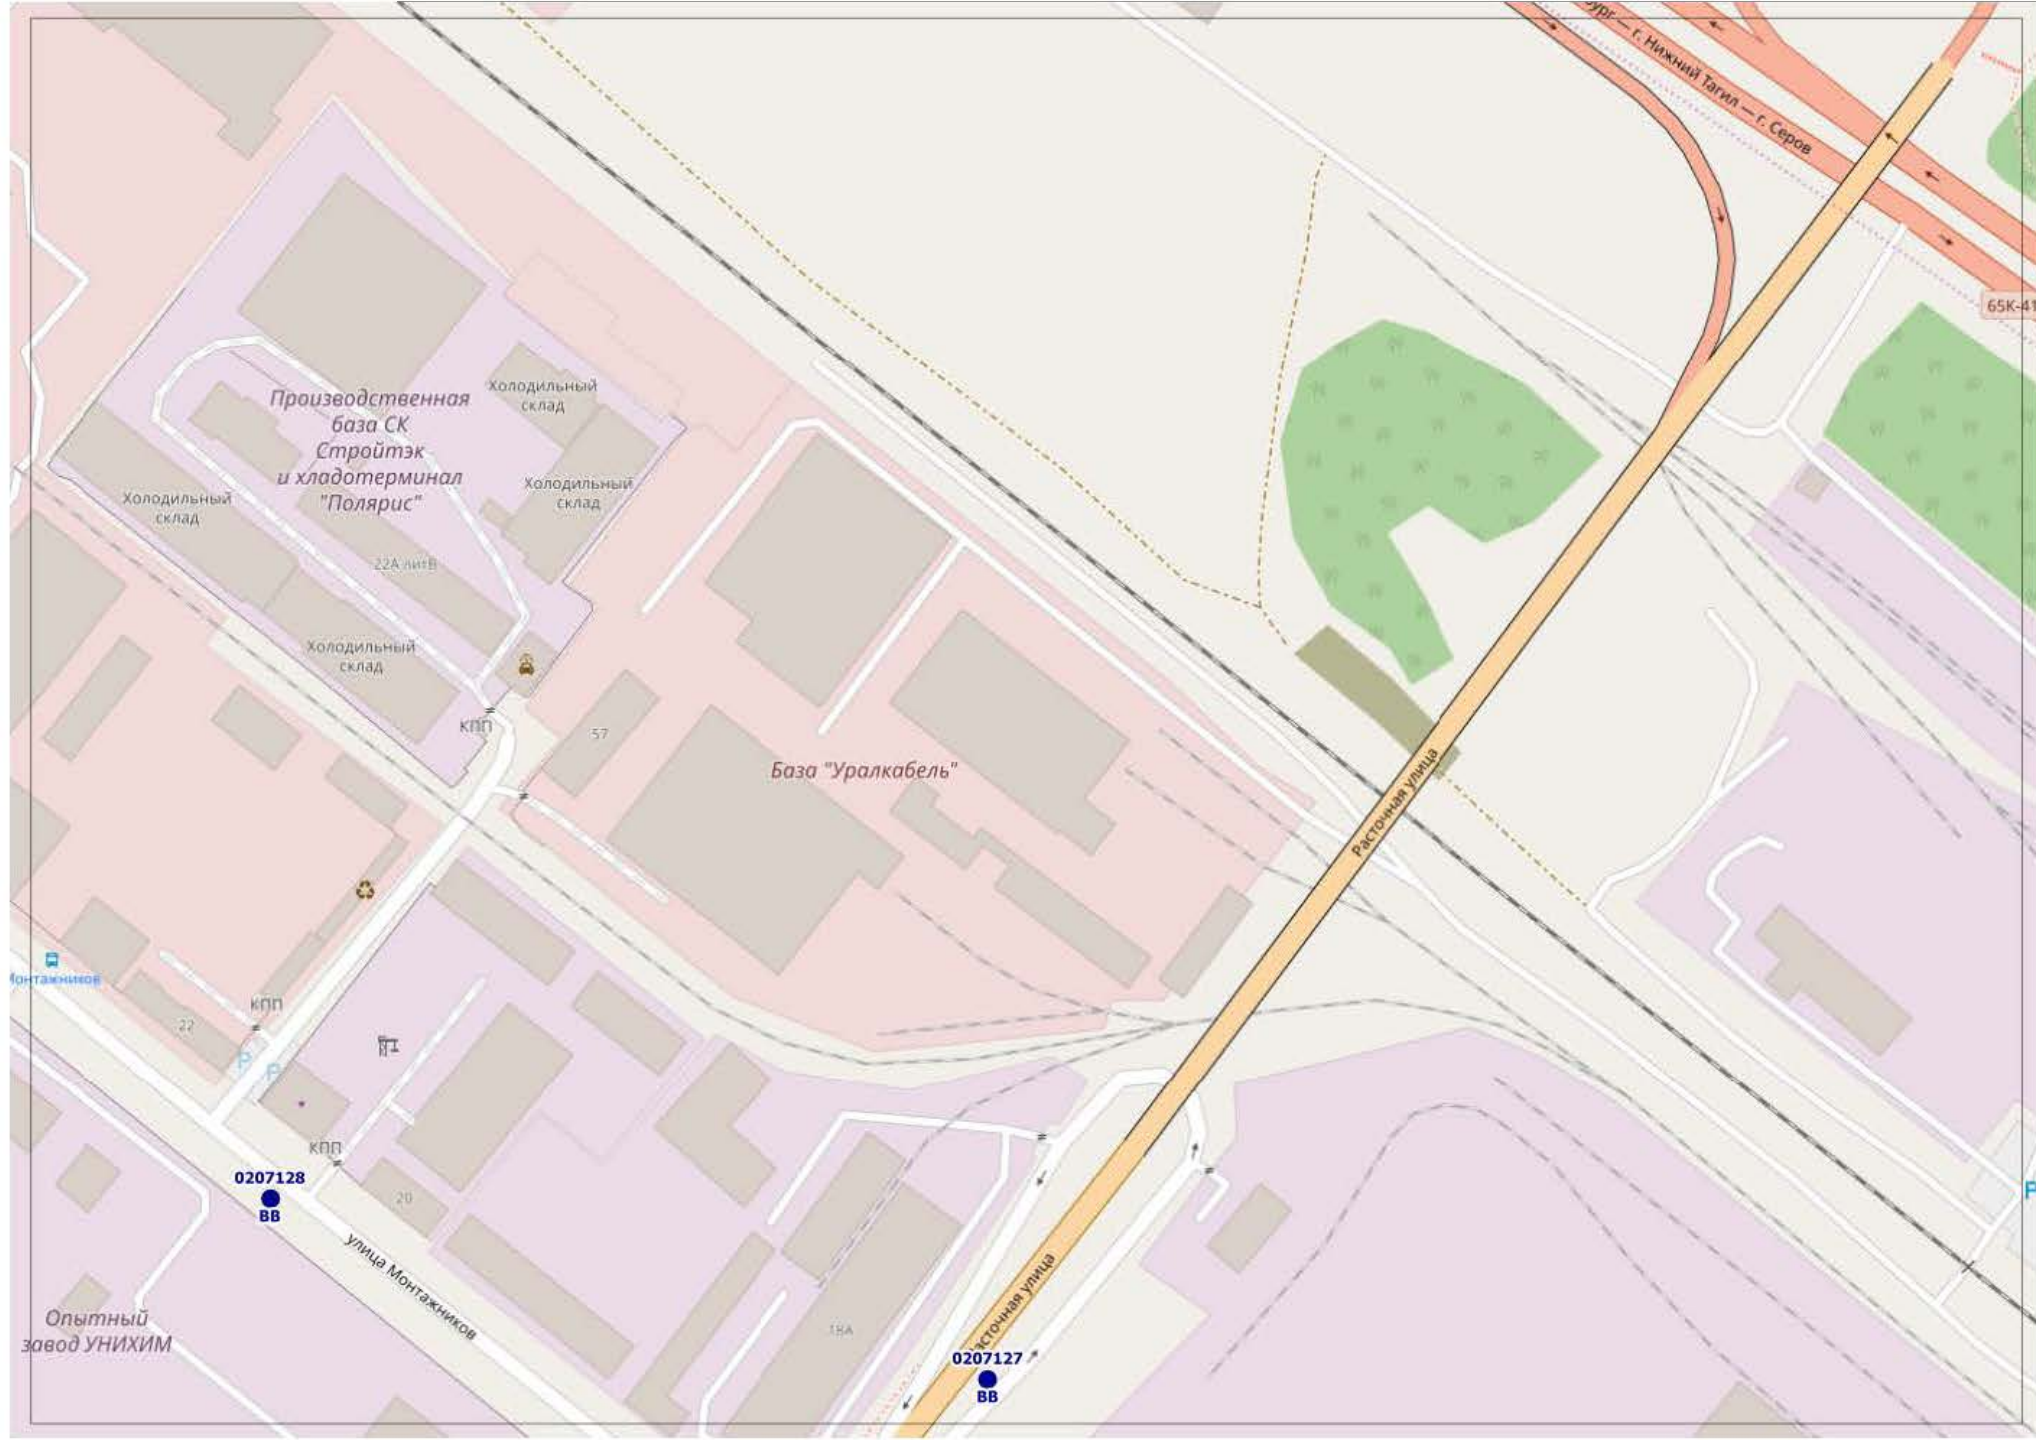 ург — г. Нижний Тагил — г. Серов
65К-41
Производственная
база СК
Стройтэк
и хладотерминал
"Полярис"
Холодильный
склад
Холодильный
склад
Холодильный
склад
22А литВ
Холодильный
склад
КПП
57
База "Уралкабель"
Расточная улица
Монтажников
КПП
22
P
P
КПП
20
0207128
ВВ
улица Монтажников
Опытный
завод УНИХИМ
18А
Расточная улица
0207127
ВВ
P